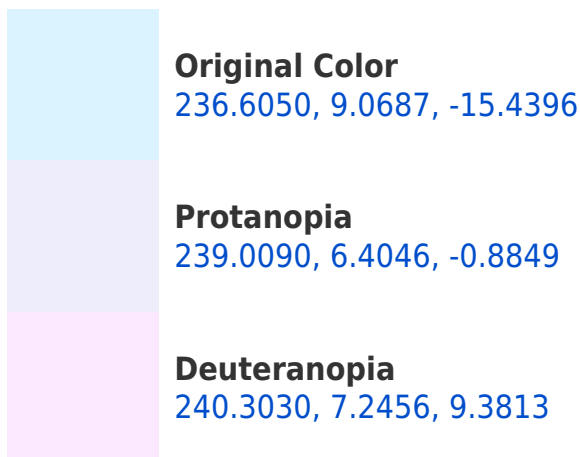 Original Color
236.6050, 9.0687, -15.4396
Protanopia
239.0090, 6.4046, -0.8849
Deuteranopia
240.3030, 7.2456, 9.3813